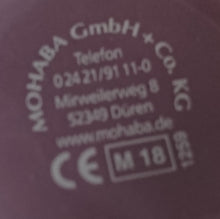 MOHABA GmbH + Co. KG
Telefon
0 24 21/91 11-0
Mirweilerweg 8
52349 Düren
www.mohaba.de
CE M 18
1259